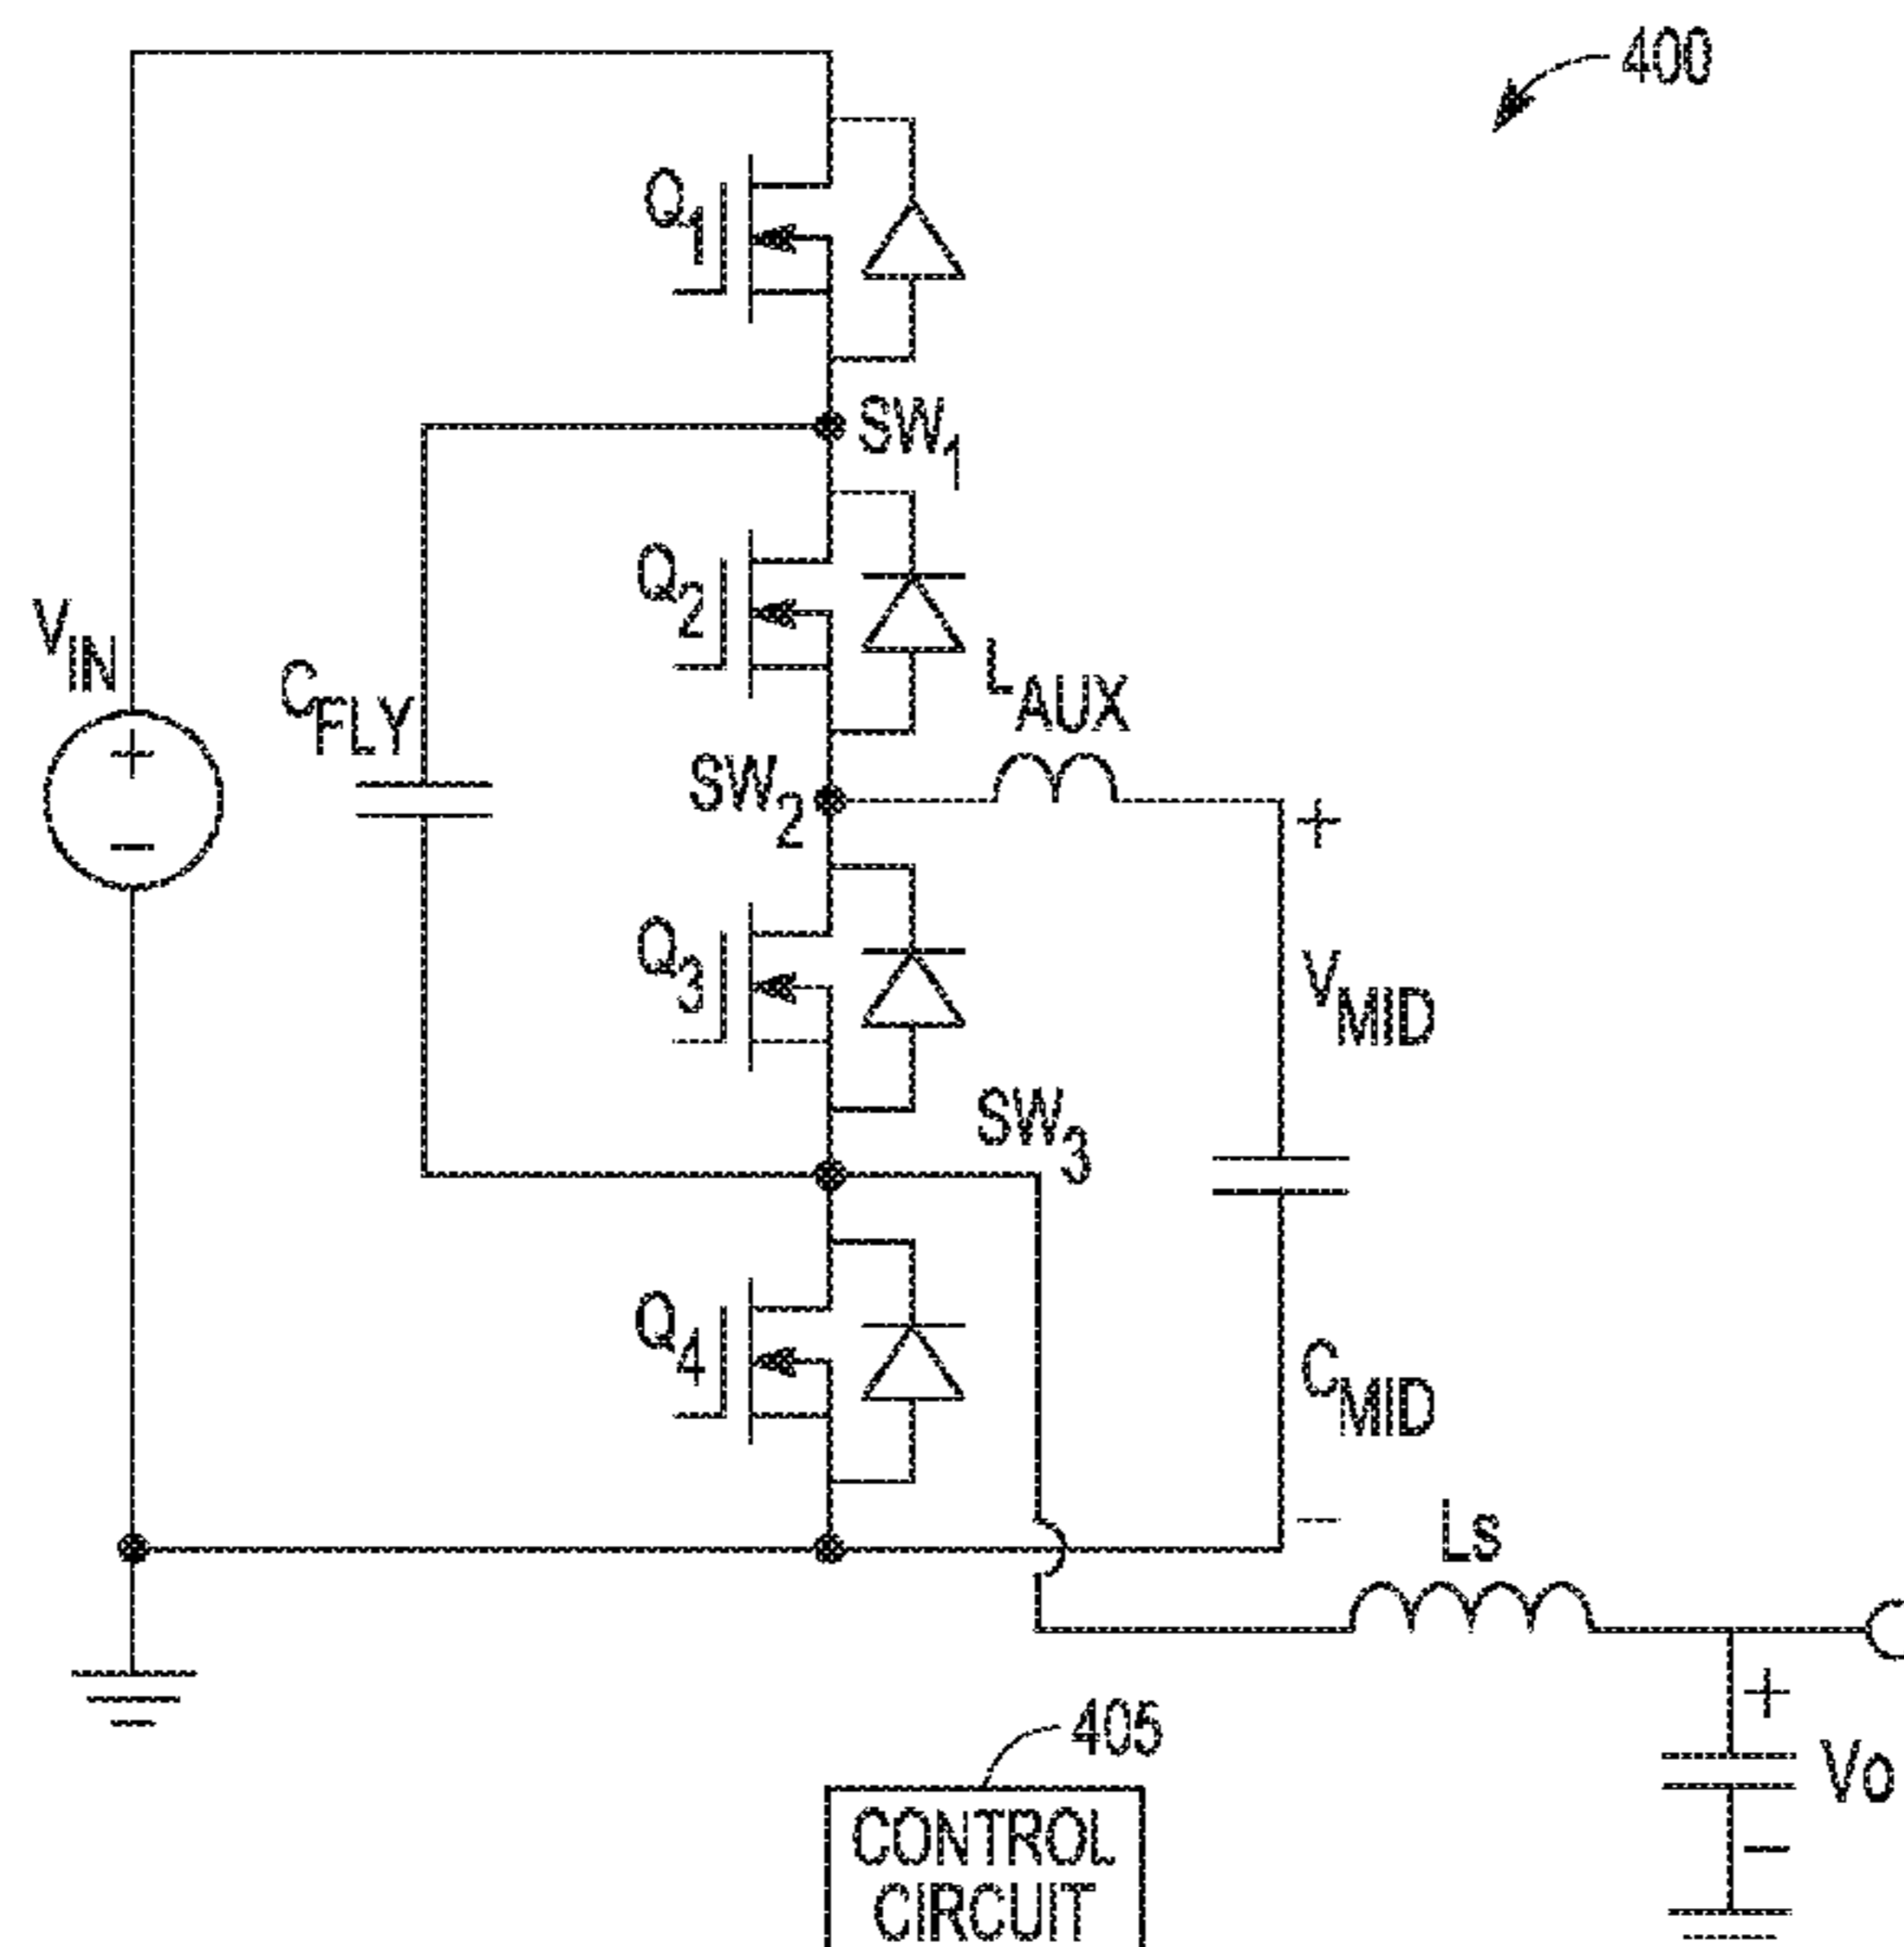 400
Q1
SW1
VIN
CFLY
Q2
LAUX
SW2
+
−
+
Q3
VMID
SW3
Q4
CMID
−
Ls
405
+
Vo
−
CONTROL
CIRCUIT